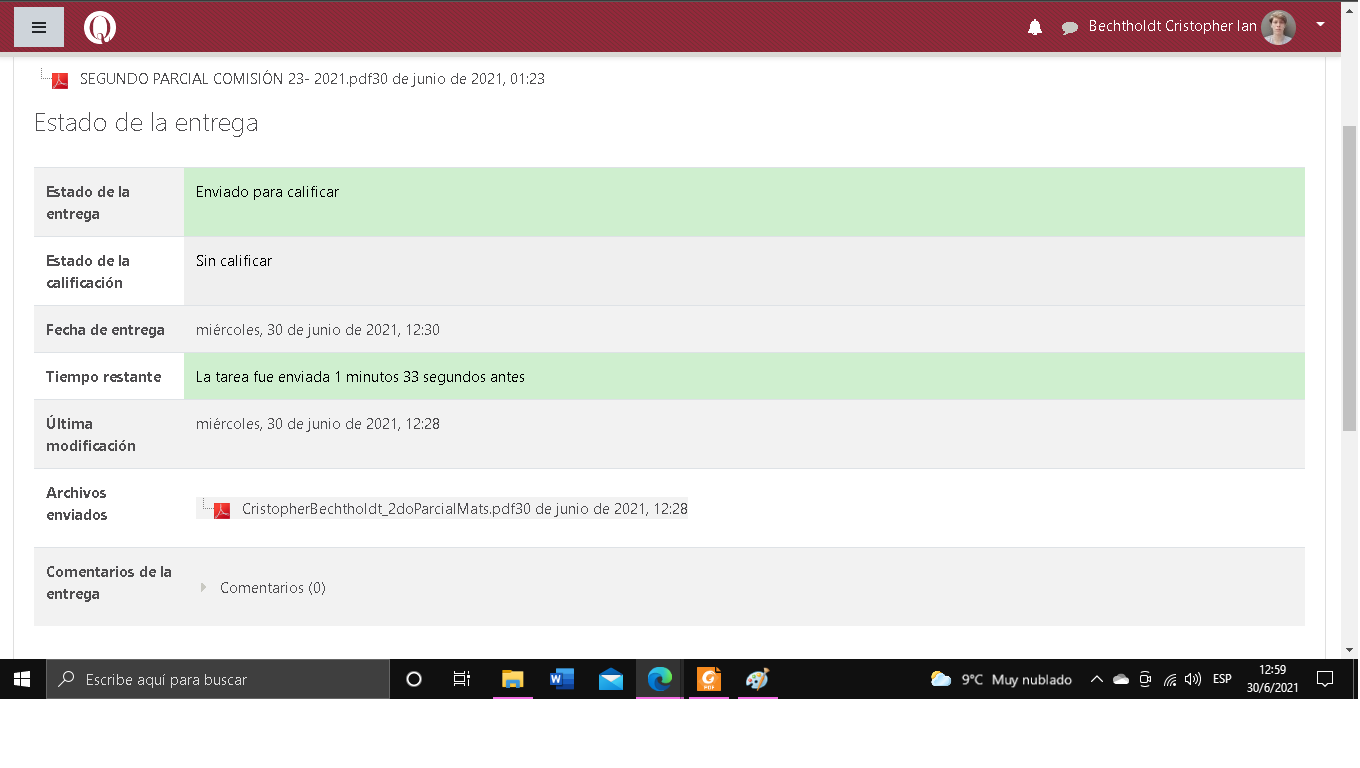 Bechtholdt Cristopher Ian
SEGUNDO PARCIAL COMISIÓN 23- 2021.pdf30 de junio de 2021, 01:23
Estado de la entrega
Estado de la
entrega
Enviado para calificar
Estado de la
calificación
Sin calificar
Fecha de entrega
miércoles, 30 de junio de 2021, 12:30
Tiempo restante
La tarea fue enviada 1 minutos 33 segundos antes
Última
modificación
miércoles, 30 de junio de 2021, 12:28
Archivos
enviados
CristopherBechtholdt_2doParcialMats.pdf30 de junio de 2021, 12:28
Comentarios de la
entrega
Comentarios (0)
Escribe aquí para buscar
9°C Muy nublado
ESP
12:59
30/6/2021